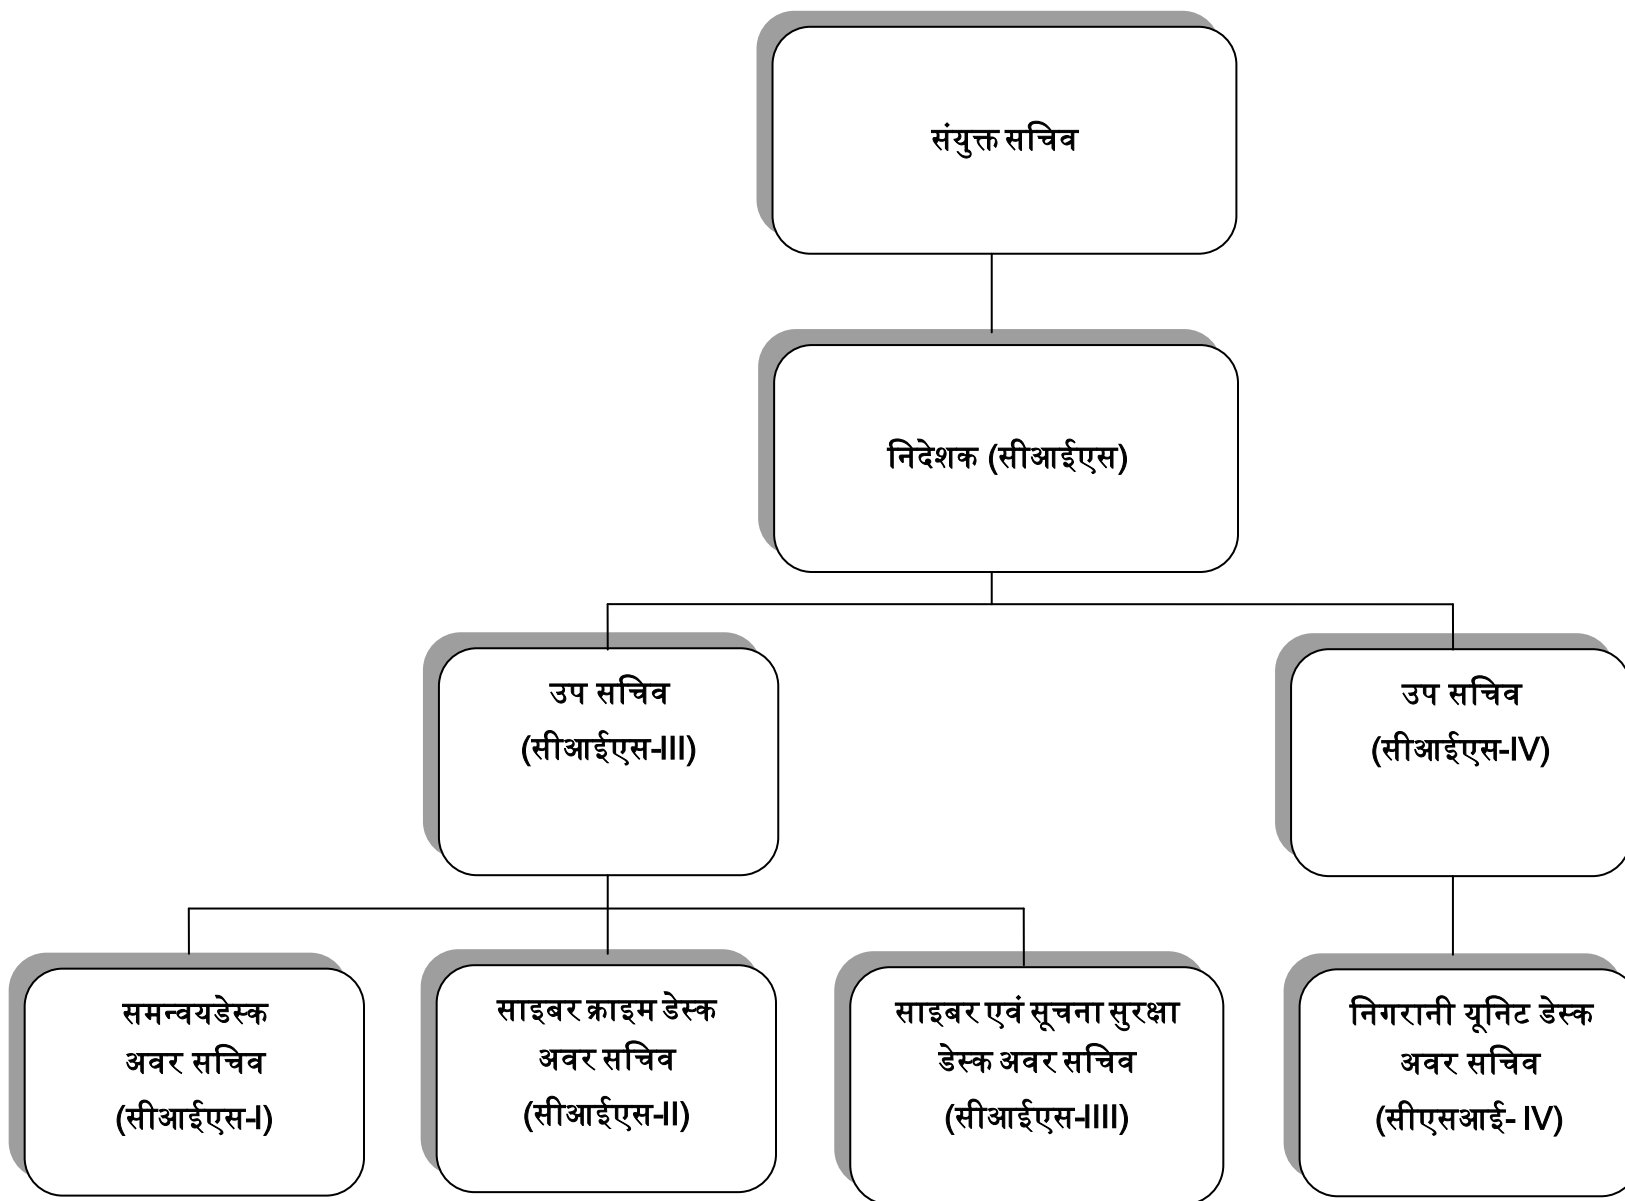 संयुक्त सचिव
निदेशक (सीआईएस)
उप सचिव
(सीआईएस-III)
उप सचिव
(सीआईएस-IV)
समन्वयडेस्क
अवर सचिव
(सीआईएस-I)
साइबर क्राइम डेस्क
अवर सचिव
(सीआईएस-II)
साइबर एवं सूचना सुरक्षा
डेस्क अवर सचिव
(सीआईएस-IIII)
निगरानी यूनिट डेस्क
अवर सचिव
(सीएसआई- IV)